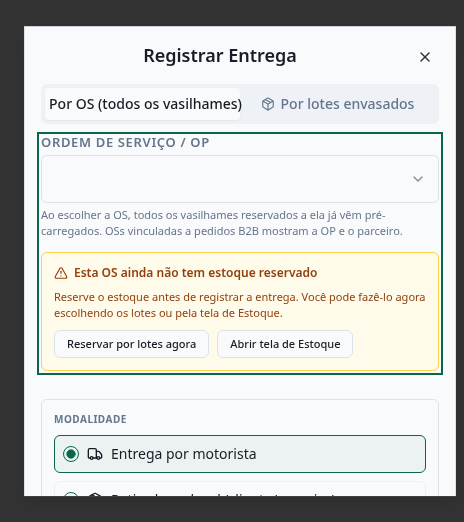 Registrar Entrega
Por OS (todos os vasilhames)
Por lotes envasados
ORDEM DE SERVIÇO / OP
Ao escolher a OS, todos os vasilhames reservados a ela já vêm pré-
carregados. OSs vinculadas a pedidos B2B mostram a OP e o parceiro.
Esta OS ainda não tem estoque reservado
Reserve o estoque antes de registrar a entrega. Você pode fazê-lo agora
escolhendo os lotes ou pela tela de Estoque.
Reservar por lotes agora
Abrir tela de Estoque
MODALIDADE
Entrega por motorista